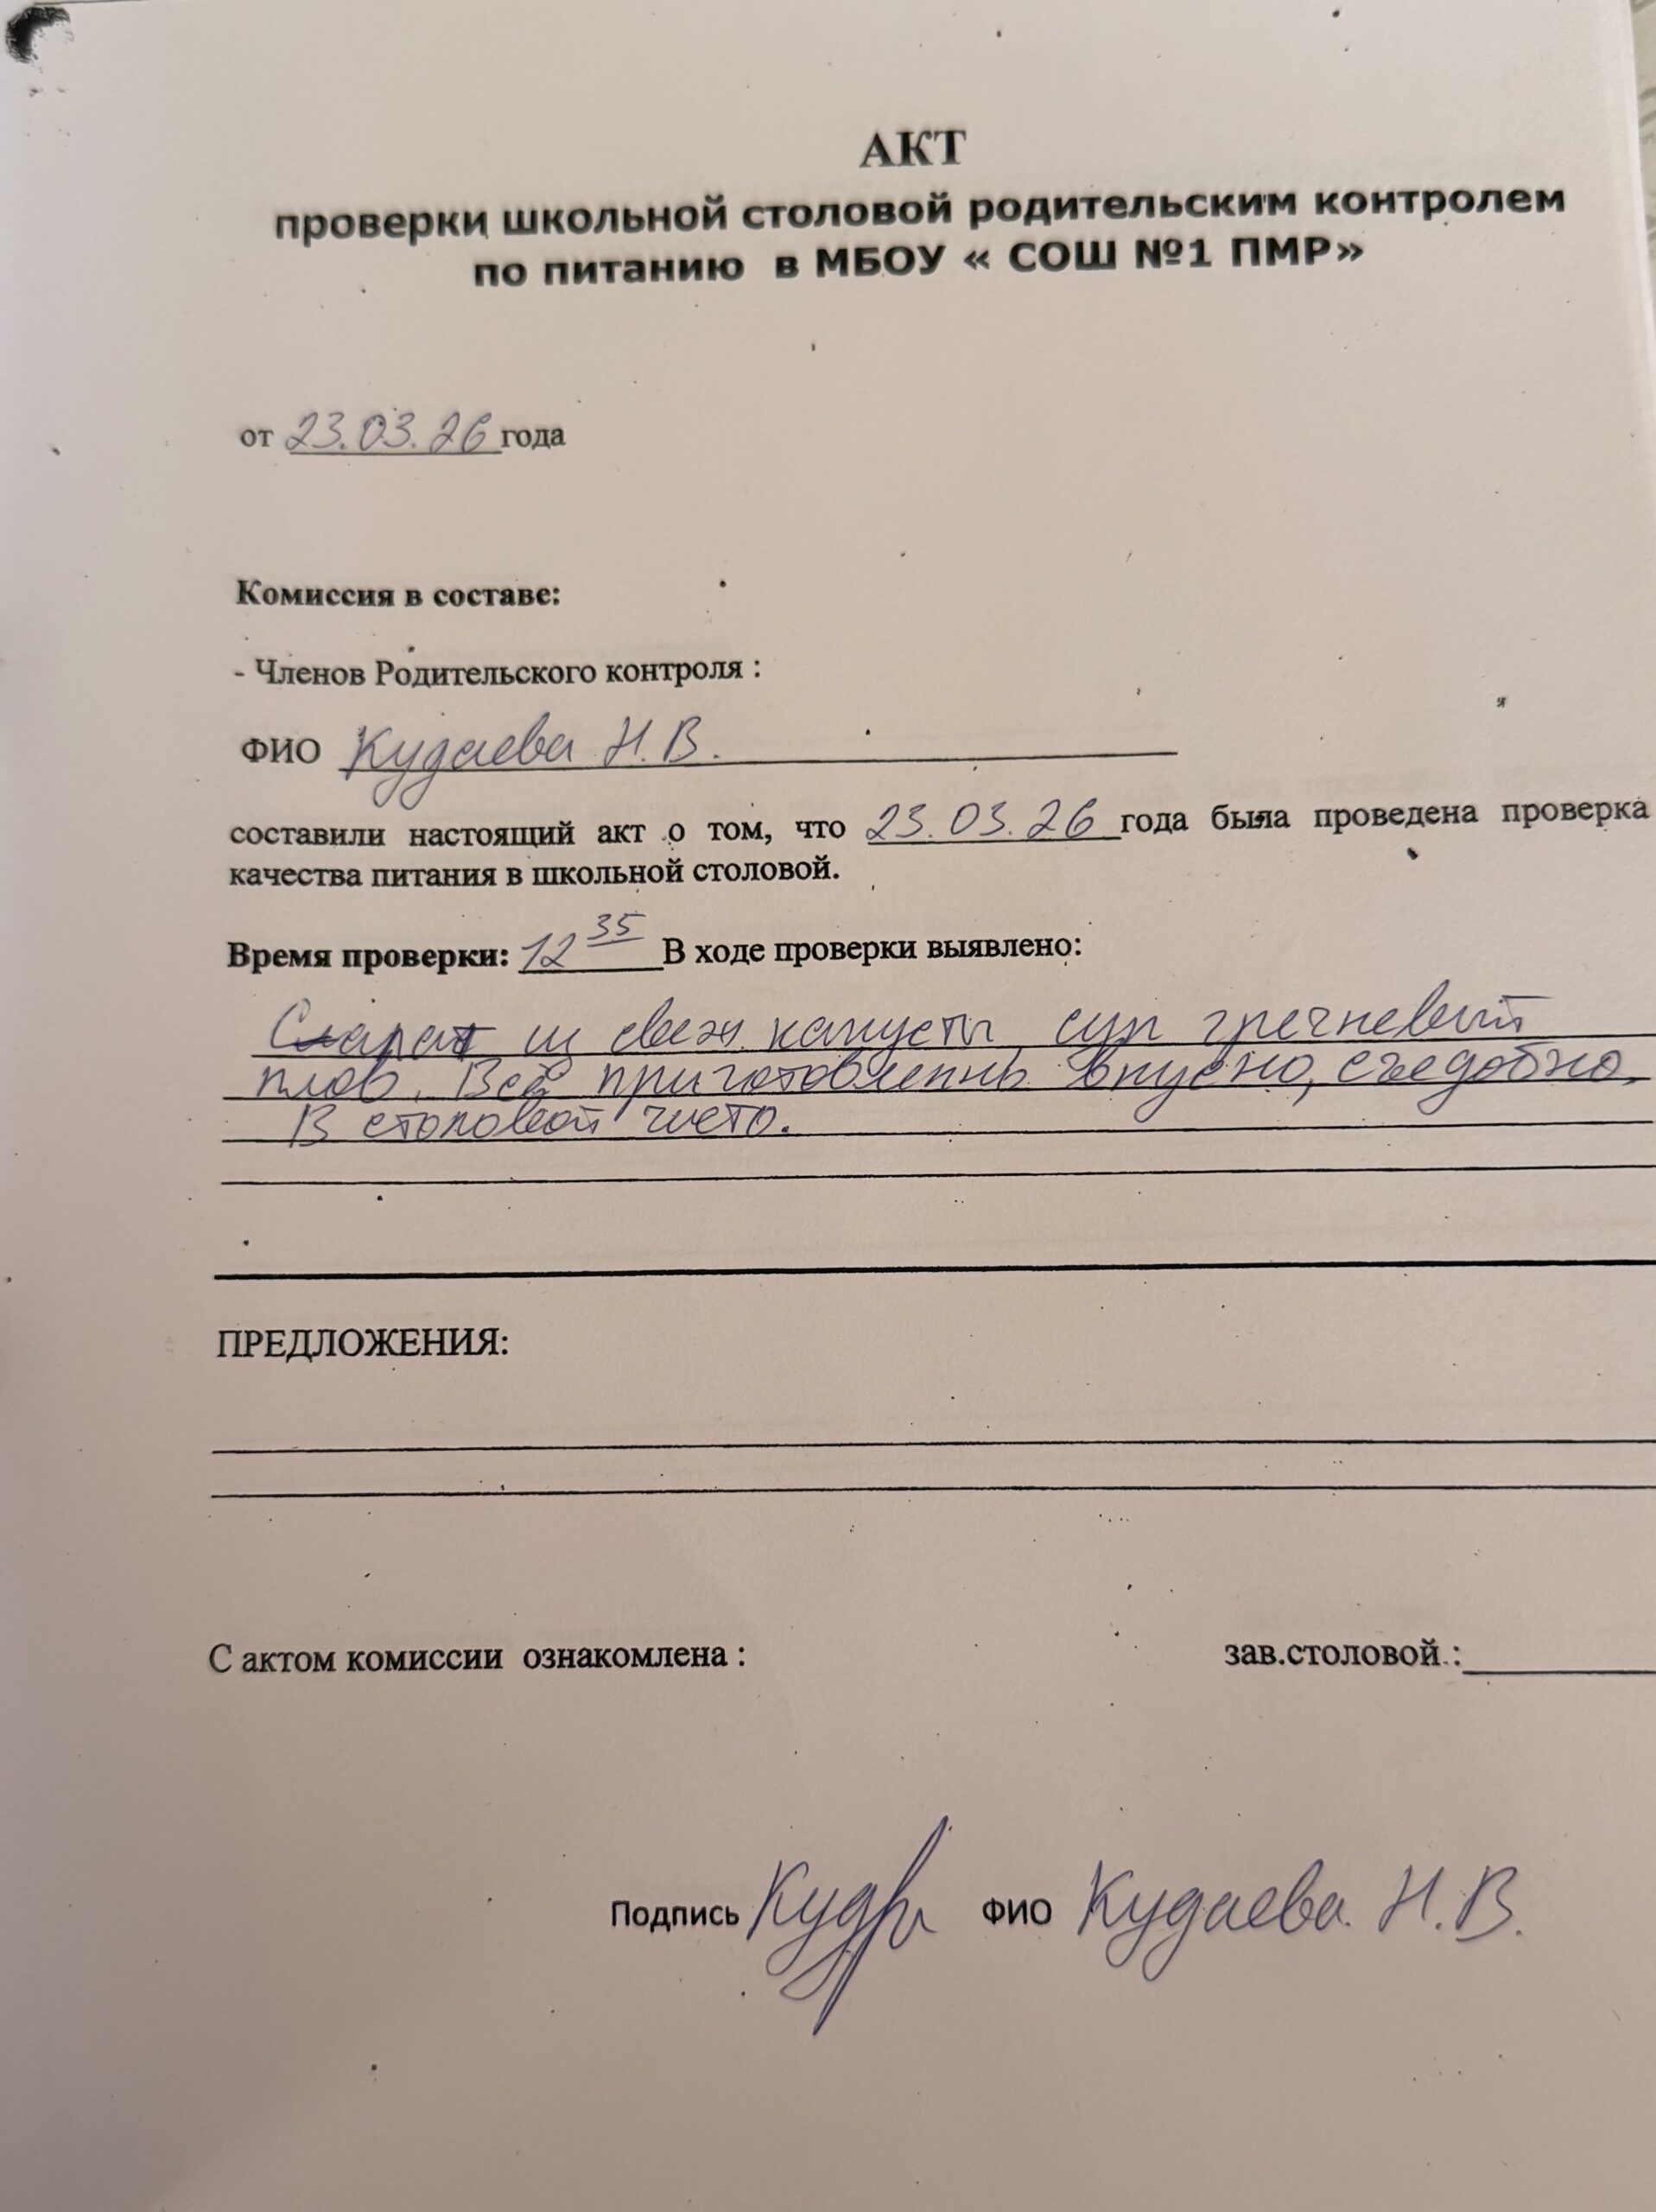 АКТ
проверки школьной столовой родительским контролем
по питанию в МБОУ « СОШ №1 ПМР»
от 23.03.26 года
Комиссия в составе:
- Членов Родительского контроля :
ФИО Кудаева Н.В.
составили настоящий акт о том, что 23.03.26 года была проведена проверка
качества питания в школьной столовой.
Время проверки: 12 35 В ходе проверки выявлено:
свеж. капусты, суп гречневый
плов. Всё вкусно, съедобно.
В столовой чисто.
ПРЕДЛОЖЕНИЯ:
С актом комиссии ознакомлена : зав.столовой.:
Подпись ФИО Кудаева Н.В.